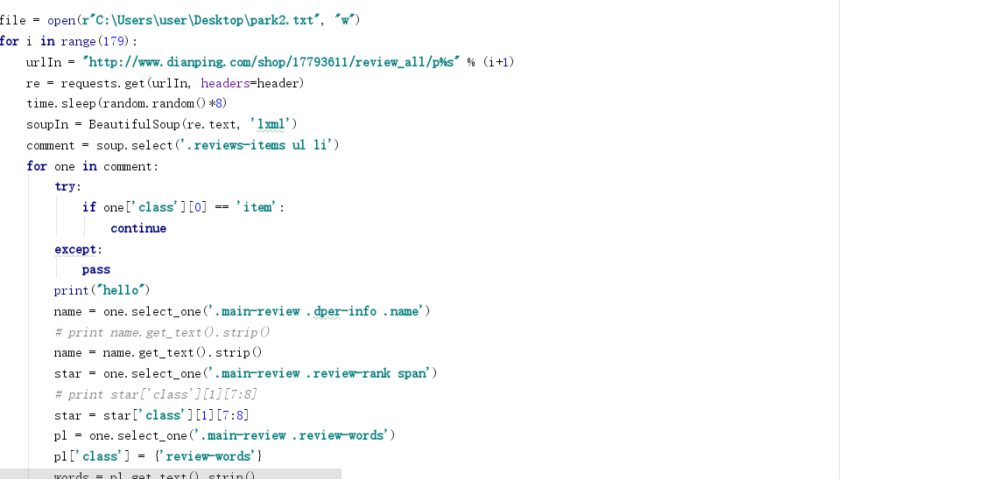 file = open(r"C:\Users\user\Desktop\park2.txt", "w")
for i in range(179):
    urlIn = "http://www.dianping.com/shop/17793611/review_all/p%s" % (i+1)
    re = requests.get(urlIn, headers=header)
    time.sleep(random.random()*8)
    soupIn = BeautifulSoup(re.text, 'lxml')
    comment = soup.select('.reviews-items ul li')
    for one in comment:
        try:
            if one['class'][0] == 'item':
                continue
        except:
            pass
        print("hello")
        name = one.select_one('.main-review .dper-info .name')
        # print name.get_text().strip()
        name = name.get_text().strip()
        star = one.select_one('.main-review .review-rank span')
        # print star['class'][1][7:8]
        star = star['class'][1][7:8]
        pl = one.select_one('.main-review .review-words')
        pl['class'] = {'review-words'}
        words = pl.get_text().strip()